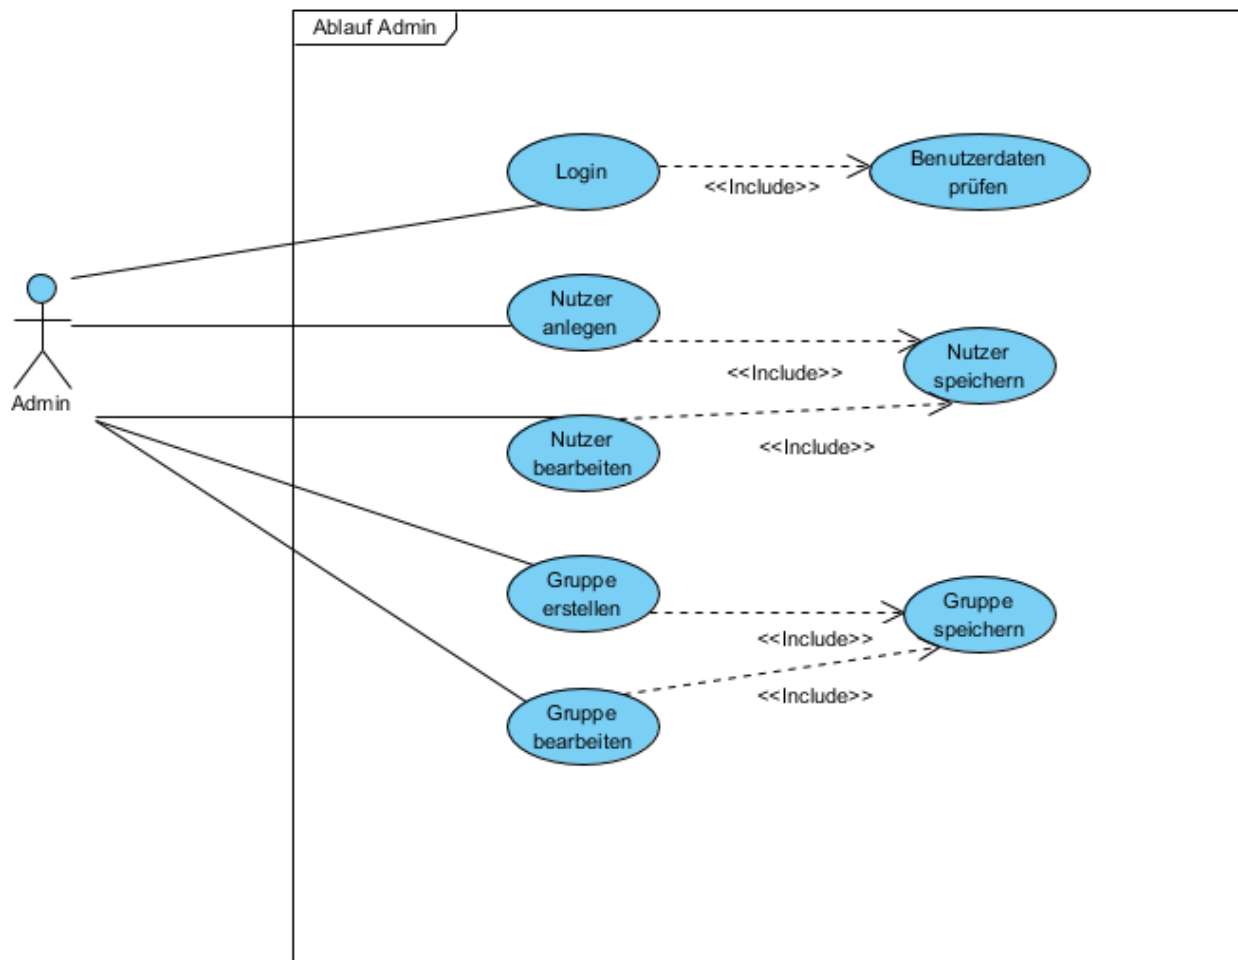 Ablauf Admin
Login
<<Include>>
Benutzerdaten
prüfen
Nutzer
anlegen
<<Include>>
Nutzer
speichern
Admin
Nutzer
bearbeiten
<<Include>>
Gruppe
erstellen
<<Include>>
Gruppe
speichern
Gruppe
bearbeiten
<<Include>>